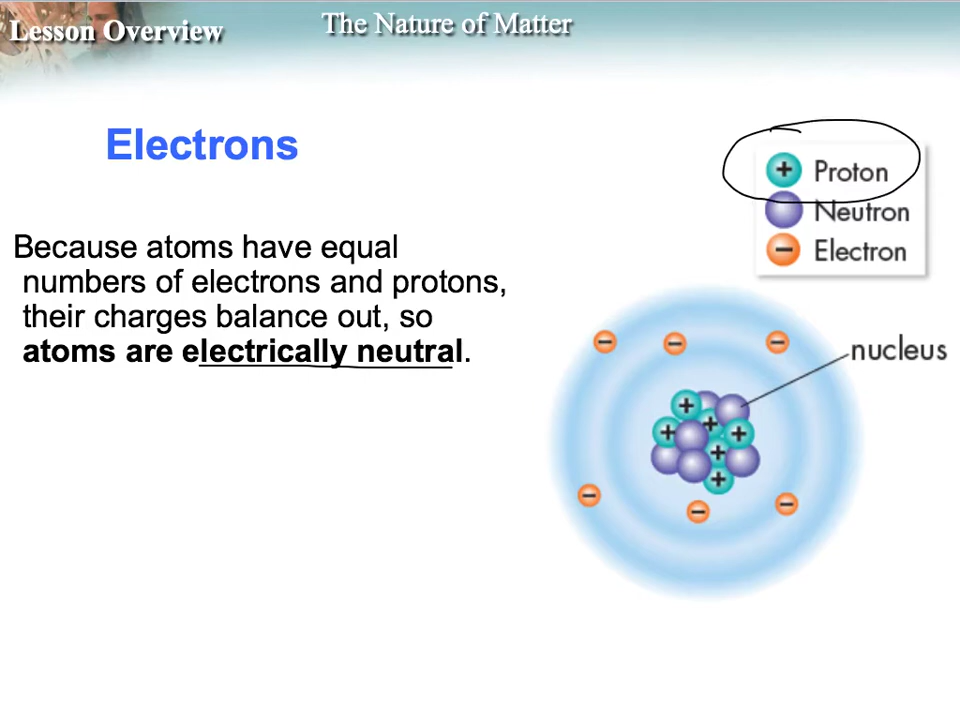 Lesson Overview
The Nature of Matter
Electrons
+ Proton
Neutron
− Electron
Because atoms have equal
numbers of electrons and protons,
their charges balance out, so
atoms are electrically neutral.
nucleus
− − −
+
+
+ +
+
+
− − −